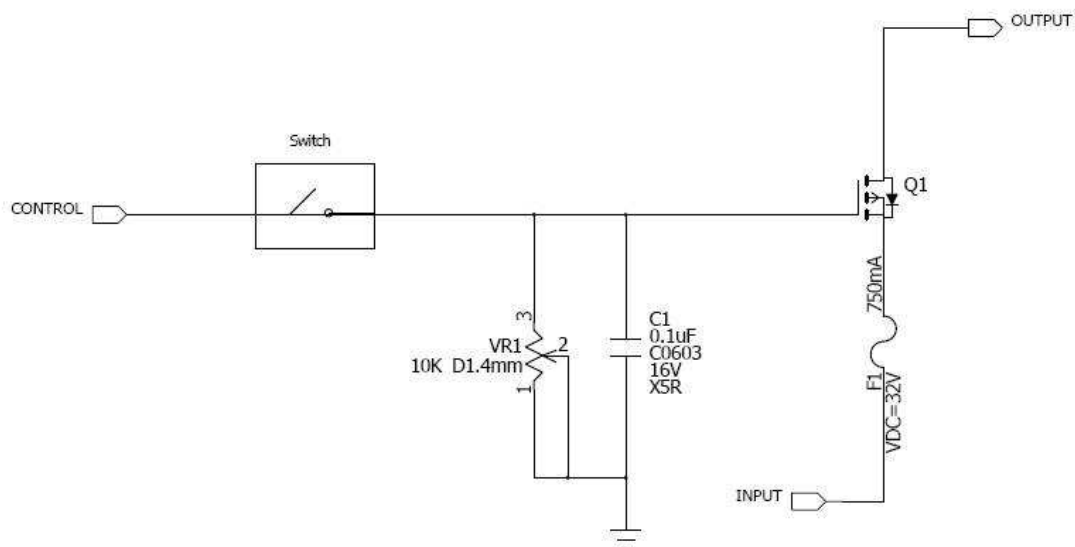 OUTPUT
Switch
Q1
CONTROL
750mA
3
C1
0.1uF
VR1
2
C0603
10K D1.4mm
16V
X5R
1
F1
VDC=32V
INPUT